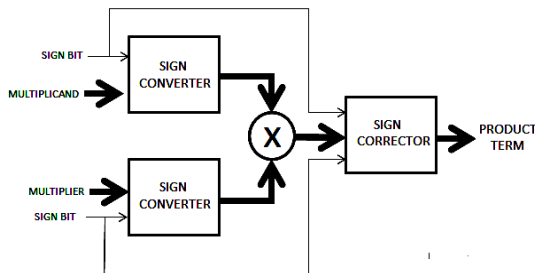 SIGN BIT
MULTIPLICAND
SIGN
CONVERTER
X
SIGN
CORRECTOR
PRODUCT
TERM
MULTIPLIER
SIGN BIT
SIGN
CONVERTER